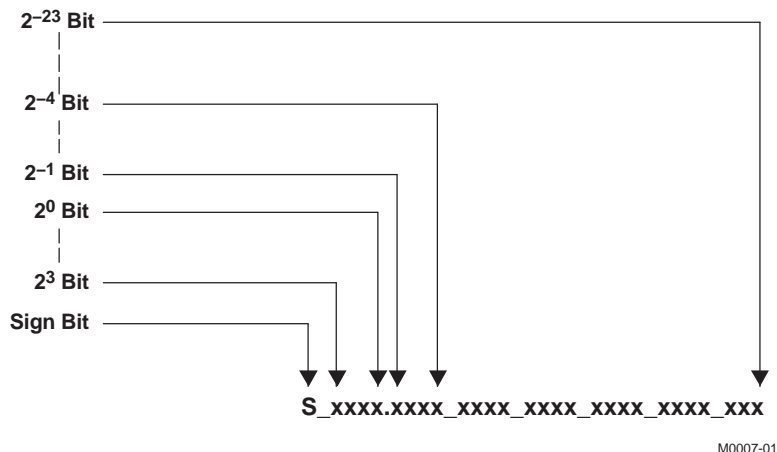 2–23 Bit
2–4 Bit
2–1 Bit
20 Bit
23 Bit
Sign Bit
S_xxxx.xxxx_xxxx_xxxx_xxxx_xxxx_xxx
M0007-01